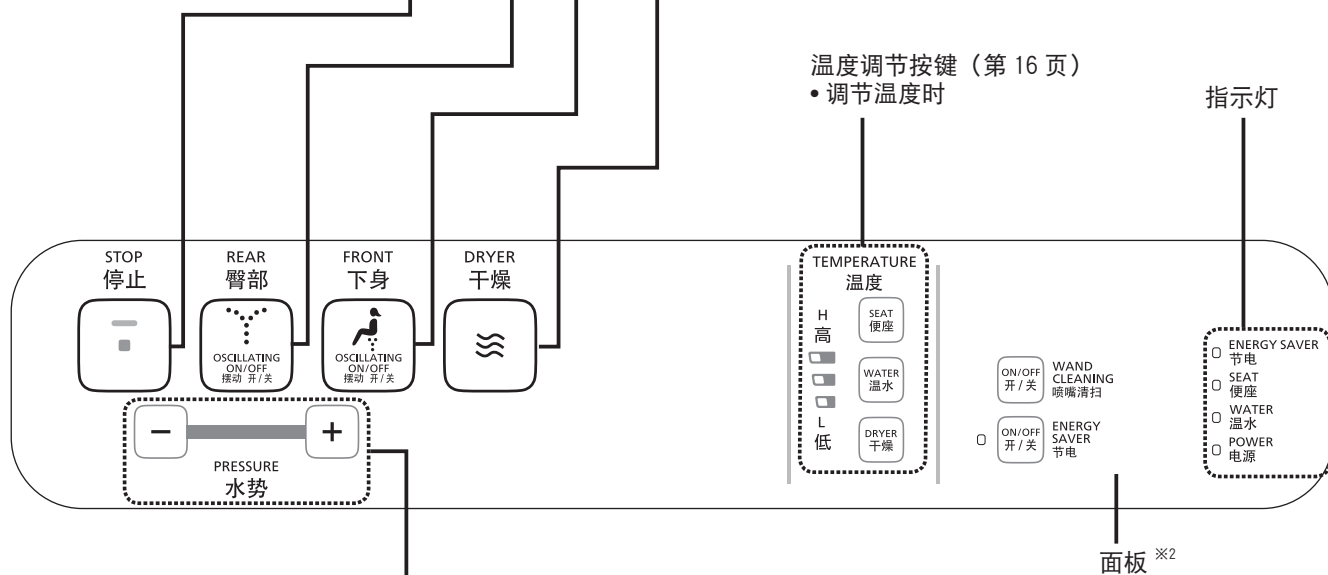 温度调节按键（第 16 页）
• 调节温度时
指示灯
STOP
停止
REAR
臀部
OSCILLATING
ON/OFF
摆动 开/关
FRONT
下身
OSCILLATING
ON/OFF
摆动 开/关
DRYER
干燥
− +
PRESSURE
水势
TEMPERATURE
温度
H
高
L
低
SEAT
便座
WATER
温水
DRYER
干燥
ON/OFF
开/关
WAND
CLEANING
喷嘴清扫
ON/OFF
开/关
ENERGY
SAVER
节电
ENERGY SAVER
节电
SEAT
便座
WATER
温水
POWER
电源
面板 ※2